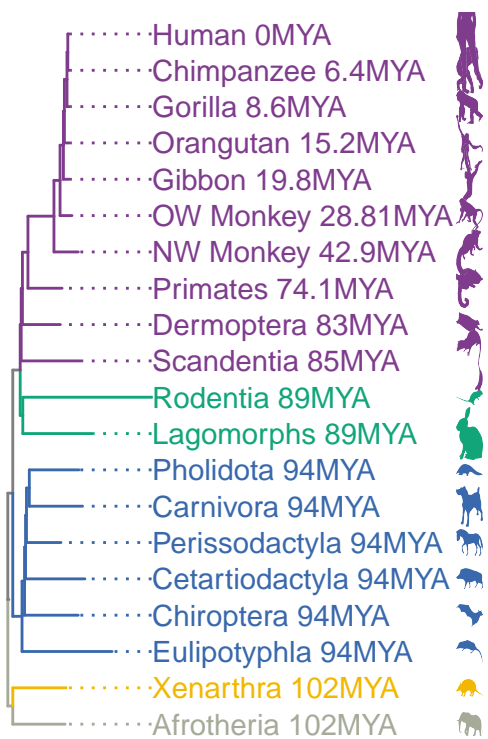 Human 0MYA
Chimpanzee 6.4MYA
Gorilla 8.6MYA
Orangutan 15.2MYA
Gibbon 19.8MYA
OW Monkey 28.81MYA
NW Monkey 42.9MYA
Primates 74.1MYA
Dermoptera 83MYA
Scandentia 85MYA
Rodentia 89MYA
Lagomorphs 89MYA
Pholidota 94MYA
Carnivora 94MYA
Perissodactyla 94MYA
Cetartiodactyla 94MYA
Chiroptera 94MYA
Eulipotyphla 94MYA
Xenarthra 102MYA
Afrotheria 102MYA